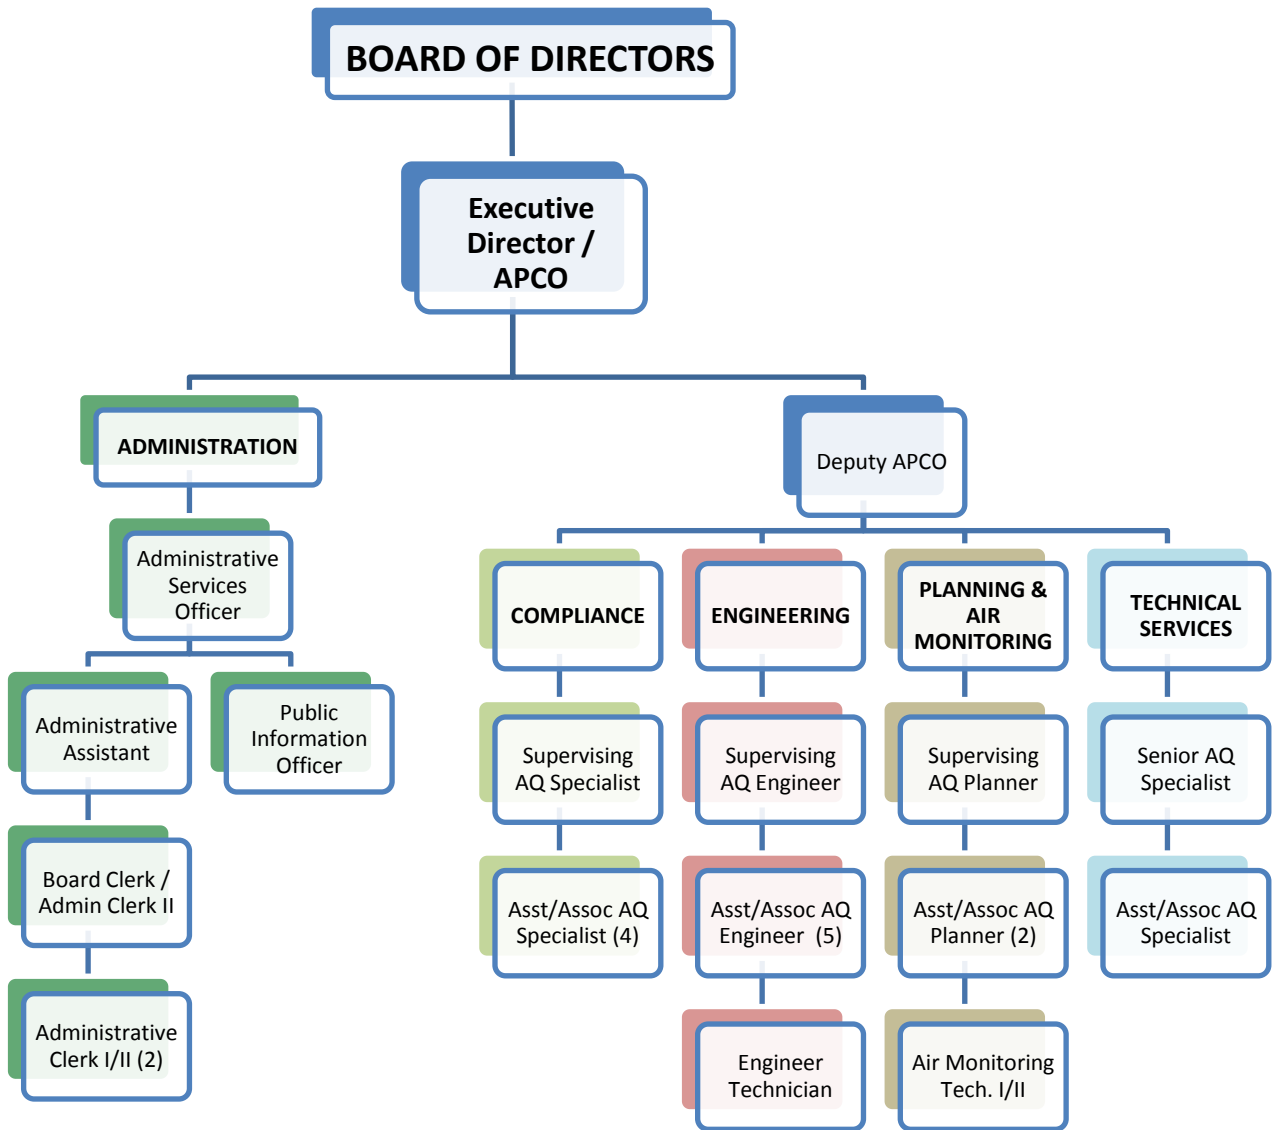 BOARD OF DIRECTORS
Executive
Director /
APCO
ADMINISTRATION
Deputy APCO
Administrative
Services
Officer
COMPLIANCE
ENGINEERING
PLANNING &
AIR
MONITORING
TECHNICAL
SERVICES
Administrative
Assistant
Public
Information
Officer
Supervising
AQ Specialist
Supervising
AQ Engineer
Supervising
AQ Planner
Senior AQ
Specialist
Board Clerk /
Admin Clerk II
Asst/Assoc AQ
Specialist (4)
Asst/Assoc AQ
Engineer (5)
Asst/Assoc AQ
Planner (2)
Asst/Assoc AQ
Specialist
Administrative
Clerk I/II (2)
Engineer
Technician
Air Monitoring
Tech. I/II